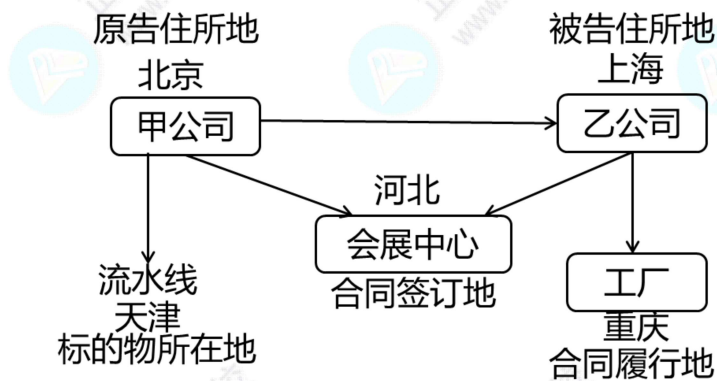 原告住所地
被告住所地
北京
上海
甲公司
乙公司
河北
会展中心
合同签订地
流水线
天津
标的物所在地
工厂
重庆
合同履行地